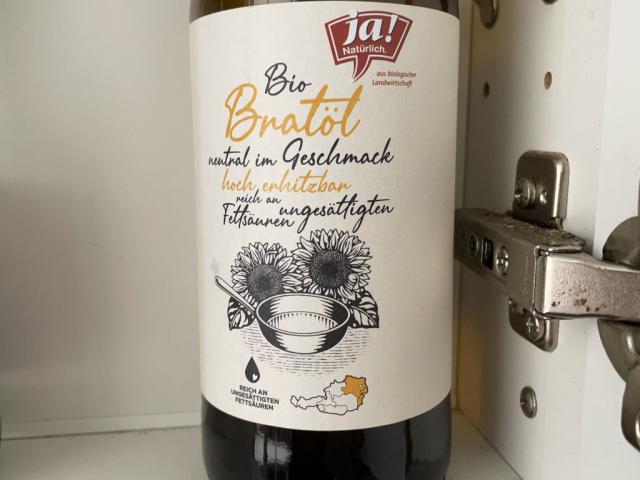 ja!
Natürlich.
aus biologischer
Landwirtschaft
Bio
Bratöl
neutral im Geschmack
hoch erhitzbar
reich an
ungesättigten
Fettsäuren
REICH AN
UNGESÄTTIGTEN
FETTSÄUREN